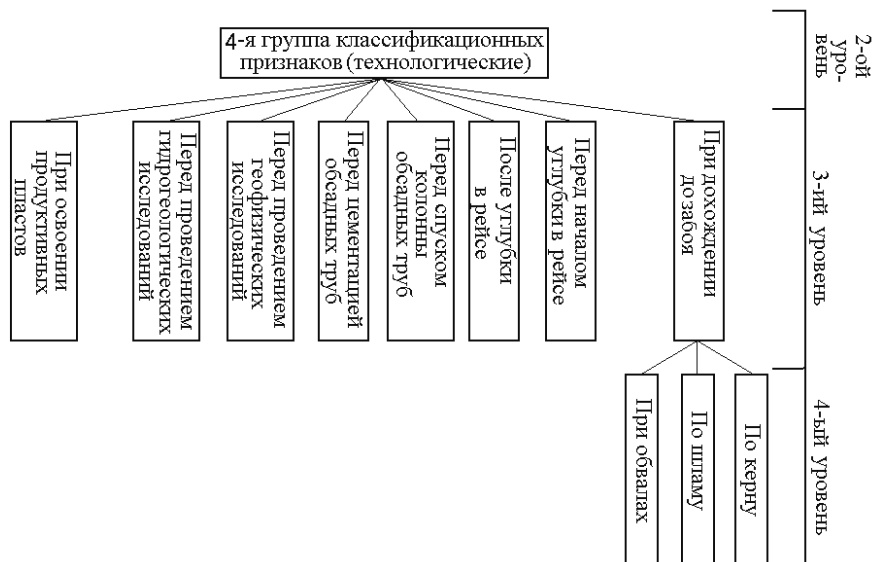 4-я группа классификационных
признаков (технологические)
2-ой
уро-
вень
При освоении
продуктивных
пластов
Перед проведением
гидрогеологических
исследований
Перед проведением
геофизических
исследований
Перед цементацией
обсадных труб
Перед спуском
колонны
обсадных труб
После углубки
в рейсе
Перед началом
углубки в рейсе
При дохождении
до забоя
3-ий уровень
При обвалах
По шламу
По керну
4-ый уровень